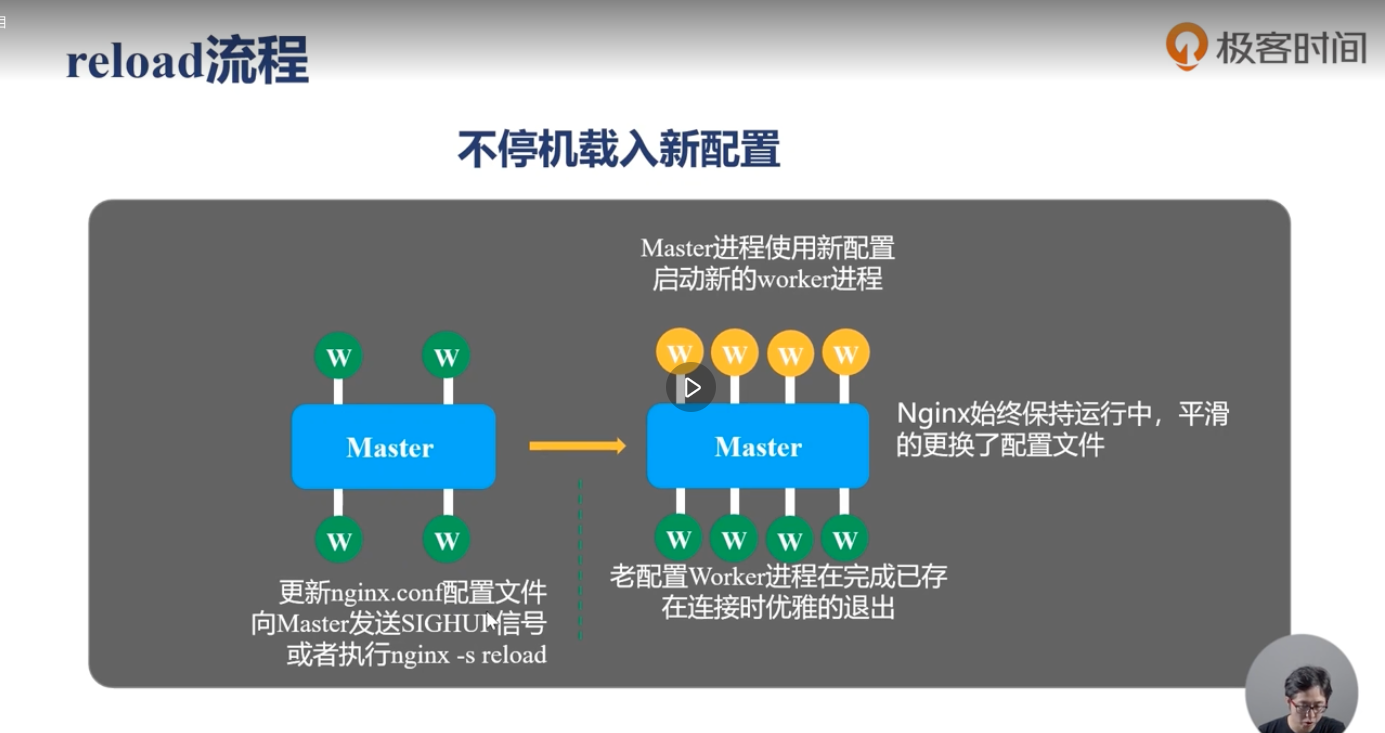 目
reload流程
极客时间
不停机载入新配置
Master进程使用新配置
启动新的worker进程
W
W
W
W
W
W
Master
Master
Nginx始终保持运行中，平滑
的更换了配置文件
W
W
W
W
W
W
更新nginx.conf配置文件
向Master发送SIGHUP信号
或者执行nginx -s reload
老配置Worker进程在完成已存
在连接时优雅的退出